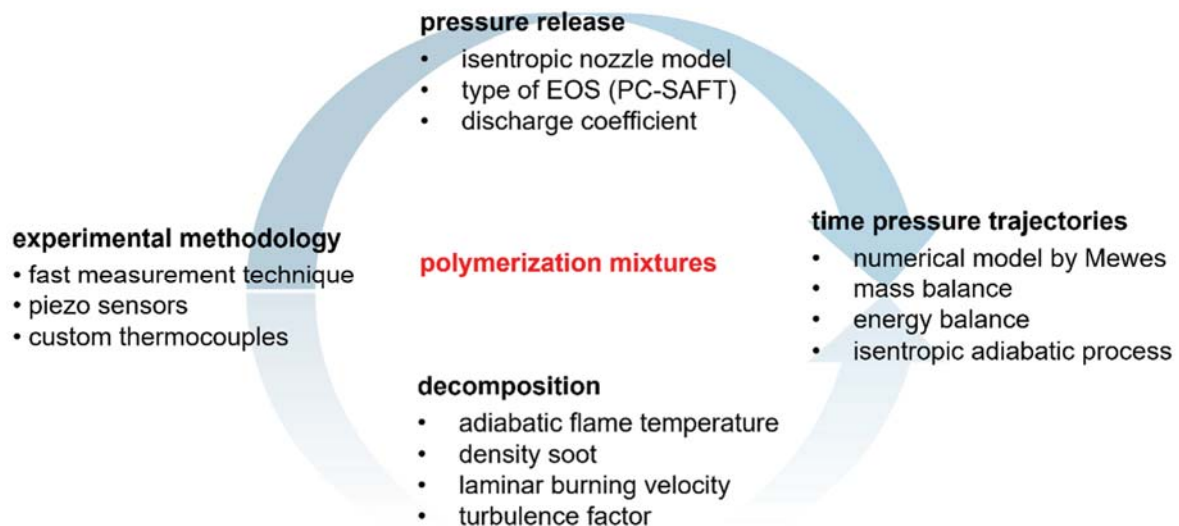 pressure release
• isentropic nozzle model
• type of EOS (PC-SAFT)
• discharge coefficient
experimental methodology
• fast measurement technique
• piezo sensors
• custom thermocouples
polymerization mixtures
time pressure trajectories
• numerical model by Mewes
• mass balance
• energy balance
• isentropic adiabatic process
decomposition
• adiabatic flame temperature
• density soot
• laminar burning velocity
• turbulence factor